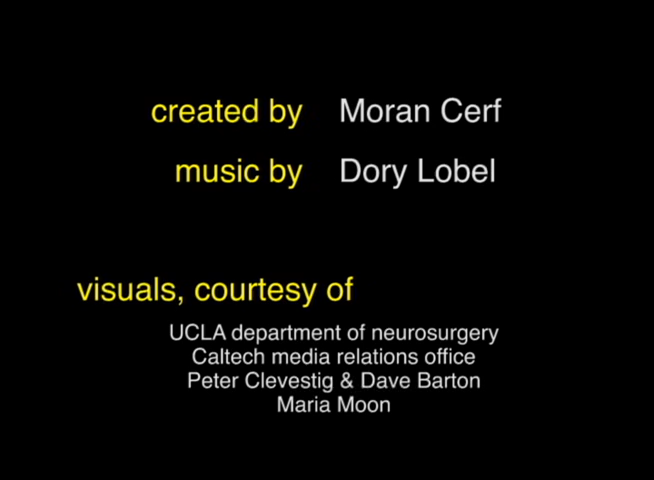 created by Moran Cerf
music by Dory Lobel
visuals, courtesy of
UCLA department of neurosurgery
Caltech media relations office
Peter Clevestig & Dave Barton
Maria Moon